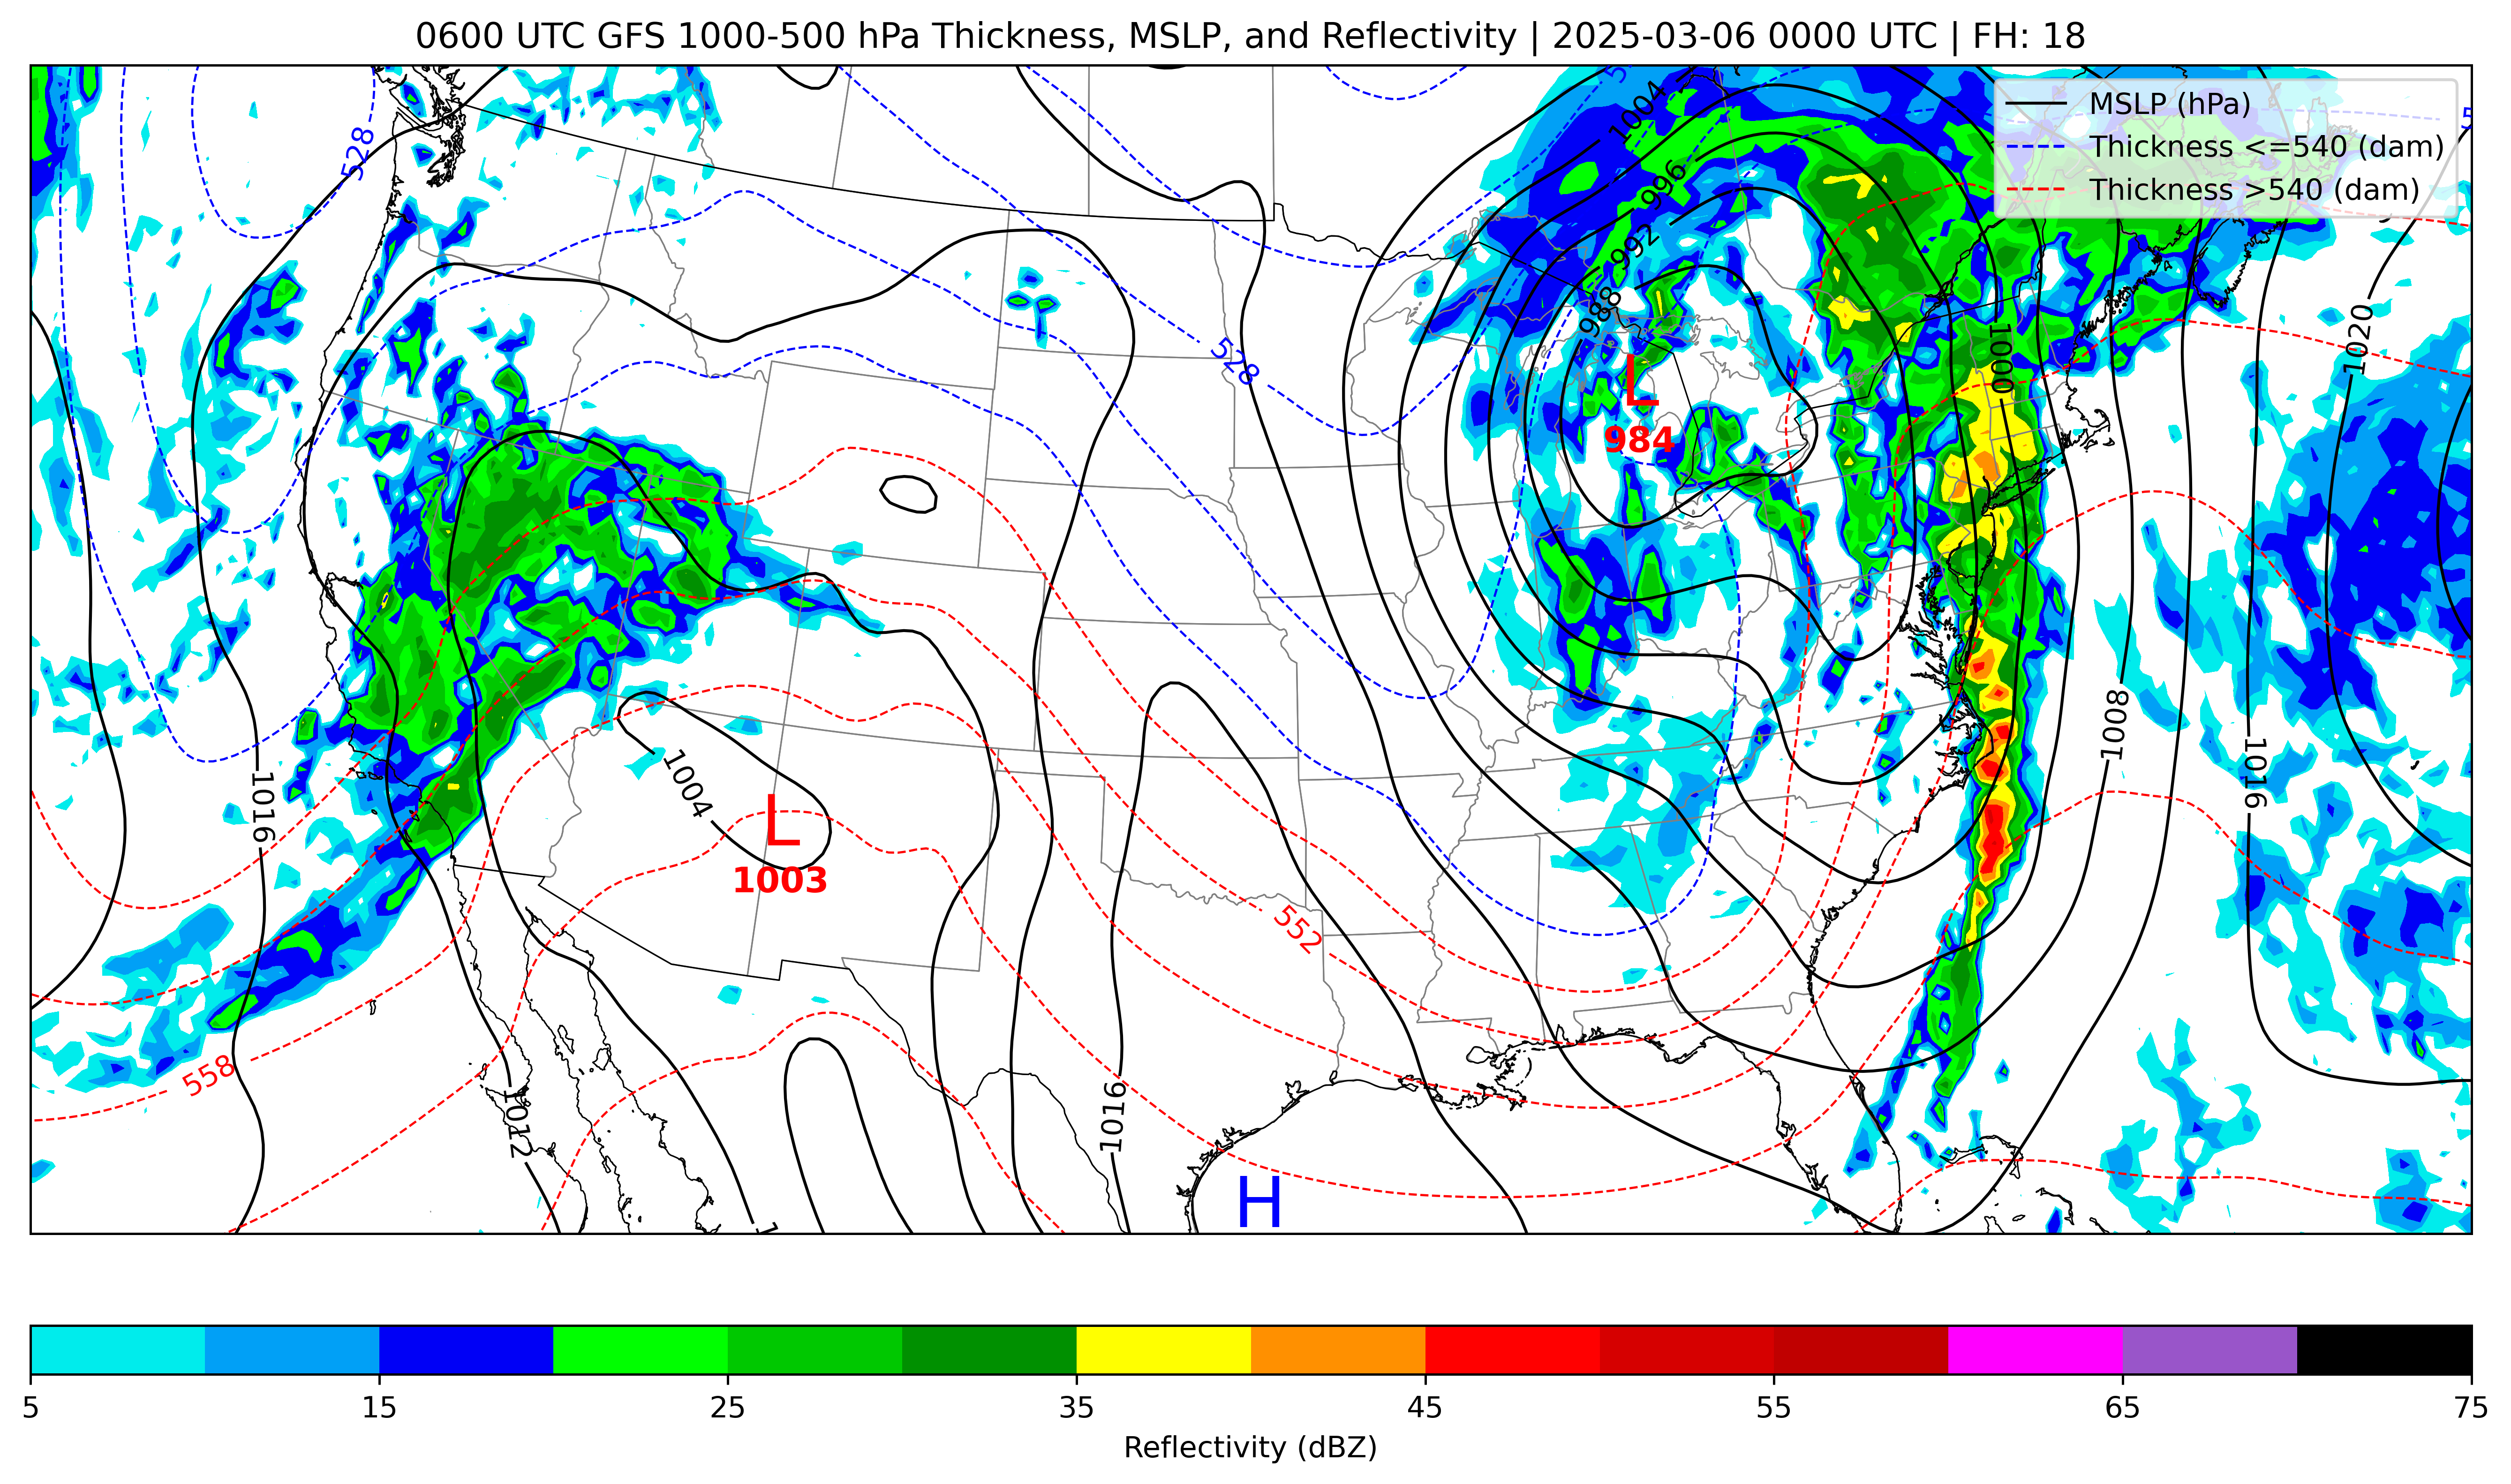 0600 UTC GFS 1000-500 hPa Thickness, MSLP, and Reflectivity | 2025-03-06 0000 UTC | FH: 18
MSLP (hPa)
Thickness <=540 (dam)
Thickness >540 (dam)
1004
528
996
992
988
1000
1020
528
L
984
1008
1016
1016
1004
L
1003
552
558
1012
1016
H
5 15 25 35 45 55 65 75
Reflectivity (dBZ)